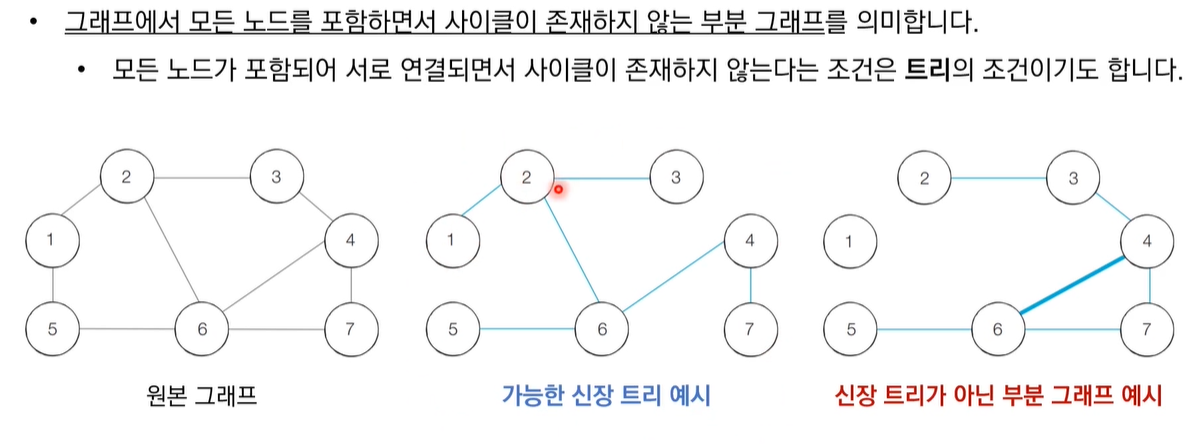 • 그래프에서 모든 노드를 포함하면서 사이클이 존재하지 않는 부분 그래프를 의미합니다.
• 모든 노드가 포함되어 서로 연결되면서 사이클이 존재하지 않는다는 조건은 트리의 조건이기도 합니다.
2 3
1 4
5 6 7
원본 그래프
2 3
1 4
5 6 7
가능한 신장 트리 예시
2 3
1 4
5 6 7
신장 트리가 아닌 부분 그래프 예시